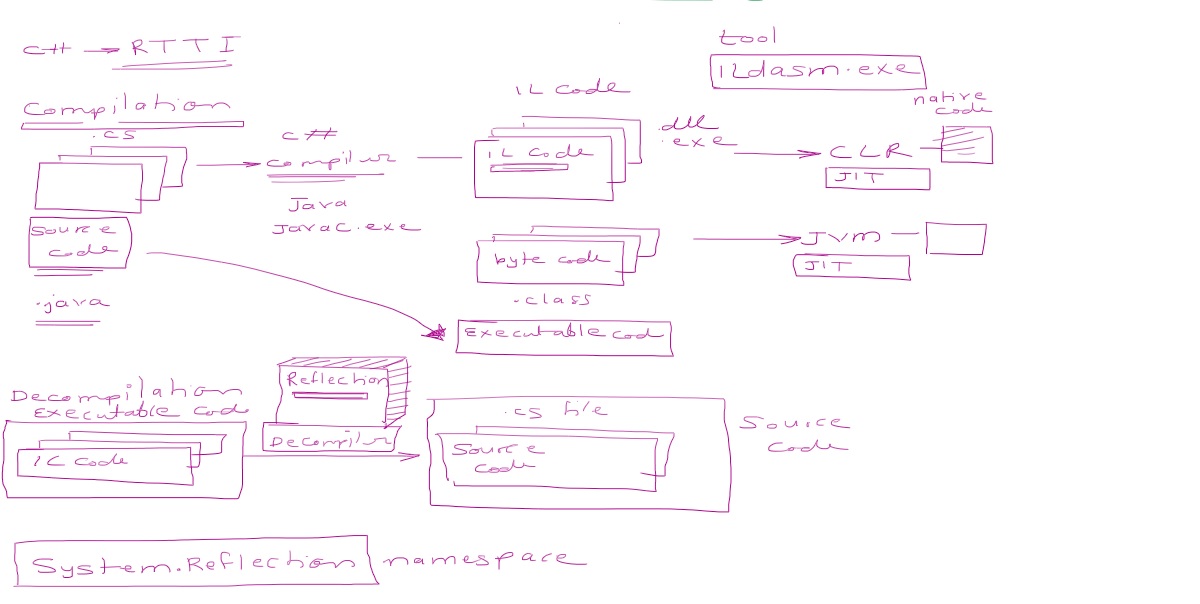 C++ → RTTI
tool
ILdasm.exe
IL code
native
code
Compilation
.cs
C#
compiler
IL code
.dll
.exe
CLR
JIT
Java
Javac.exe
Source
code
.java
byte code
.class
JVM
JIT
Executable code
Decompilation
Executable code
IL code
Reflection
Decompiler
.cs file
Source
code
Source
code
System.Reflection namespace